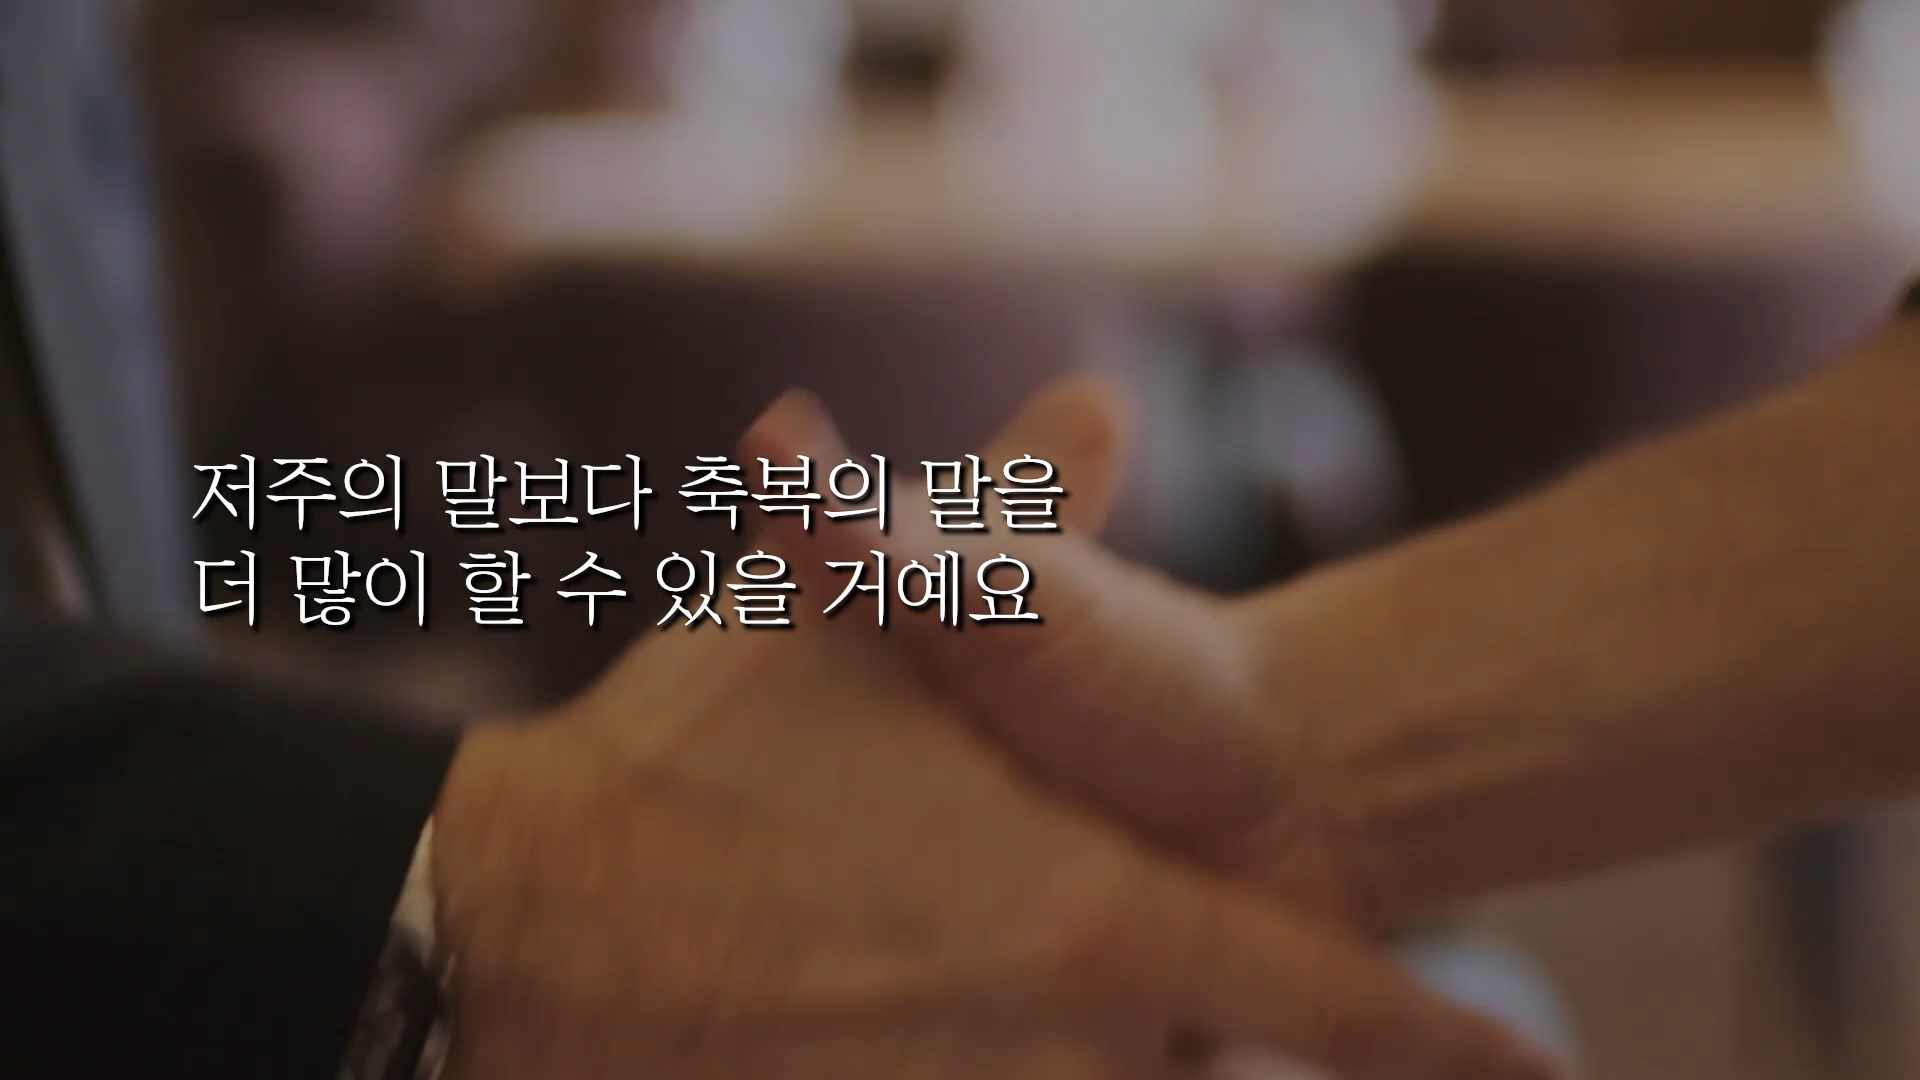 저주의 말보다 축복의 말을
더 많이 할 수 있을 거예요